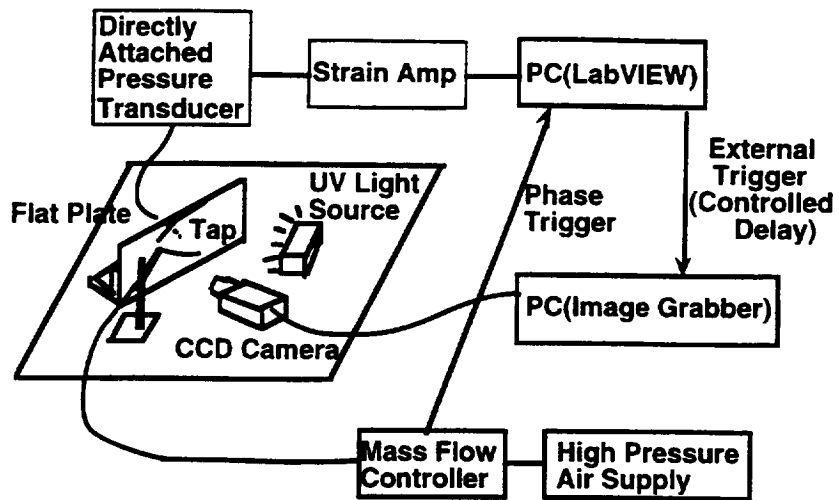 Directly
Attached
Pressure
Transducer
Strain Amp
PC(LabVIEW)
External
Trigger
(Controlled
Delay)
Phase
Trigger
UV Light
Source
Flat Plate
Tap
CCD Camera
PC(Image Grabber)
Mass Flow
Controller
High Pressure
Air Supply